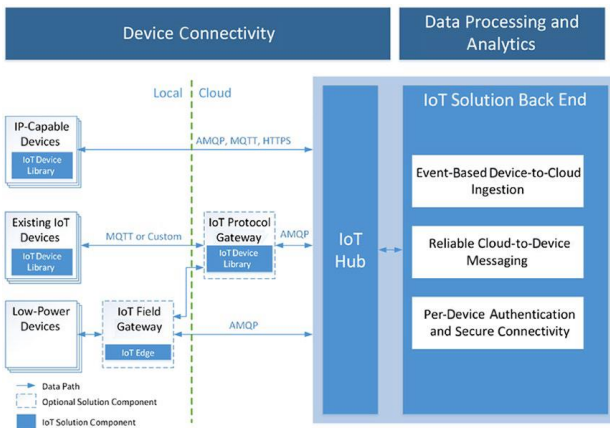 Device Connectivity
Data Processing and
Analytics
Local
Cloud
IP-Capable
Devices
IoT Device
Library
AMQP, MQTT, HTTPS
Existing IoT
Devices
IoT Device
Library
MQTT or Custom
IoT Protocol
Gateway
IoT Device
Library
AMQP
Low-Power
Devices
IoT Field
Gateway
IoT Edge
AMQP
IoT
Hub
IoT Solution Back End
Event-Based Device-to-Cloud
Ingestion
Reliable Cloud-to-Device
Messaging
Per-Device Authentication
and Secure Connectivity
Data Path
Optional Solution Component
IoT Solution Component